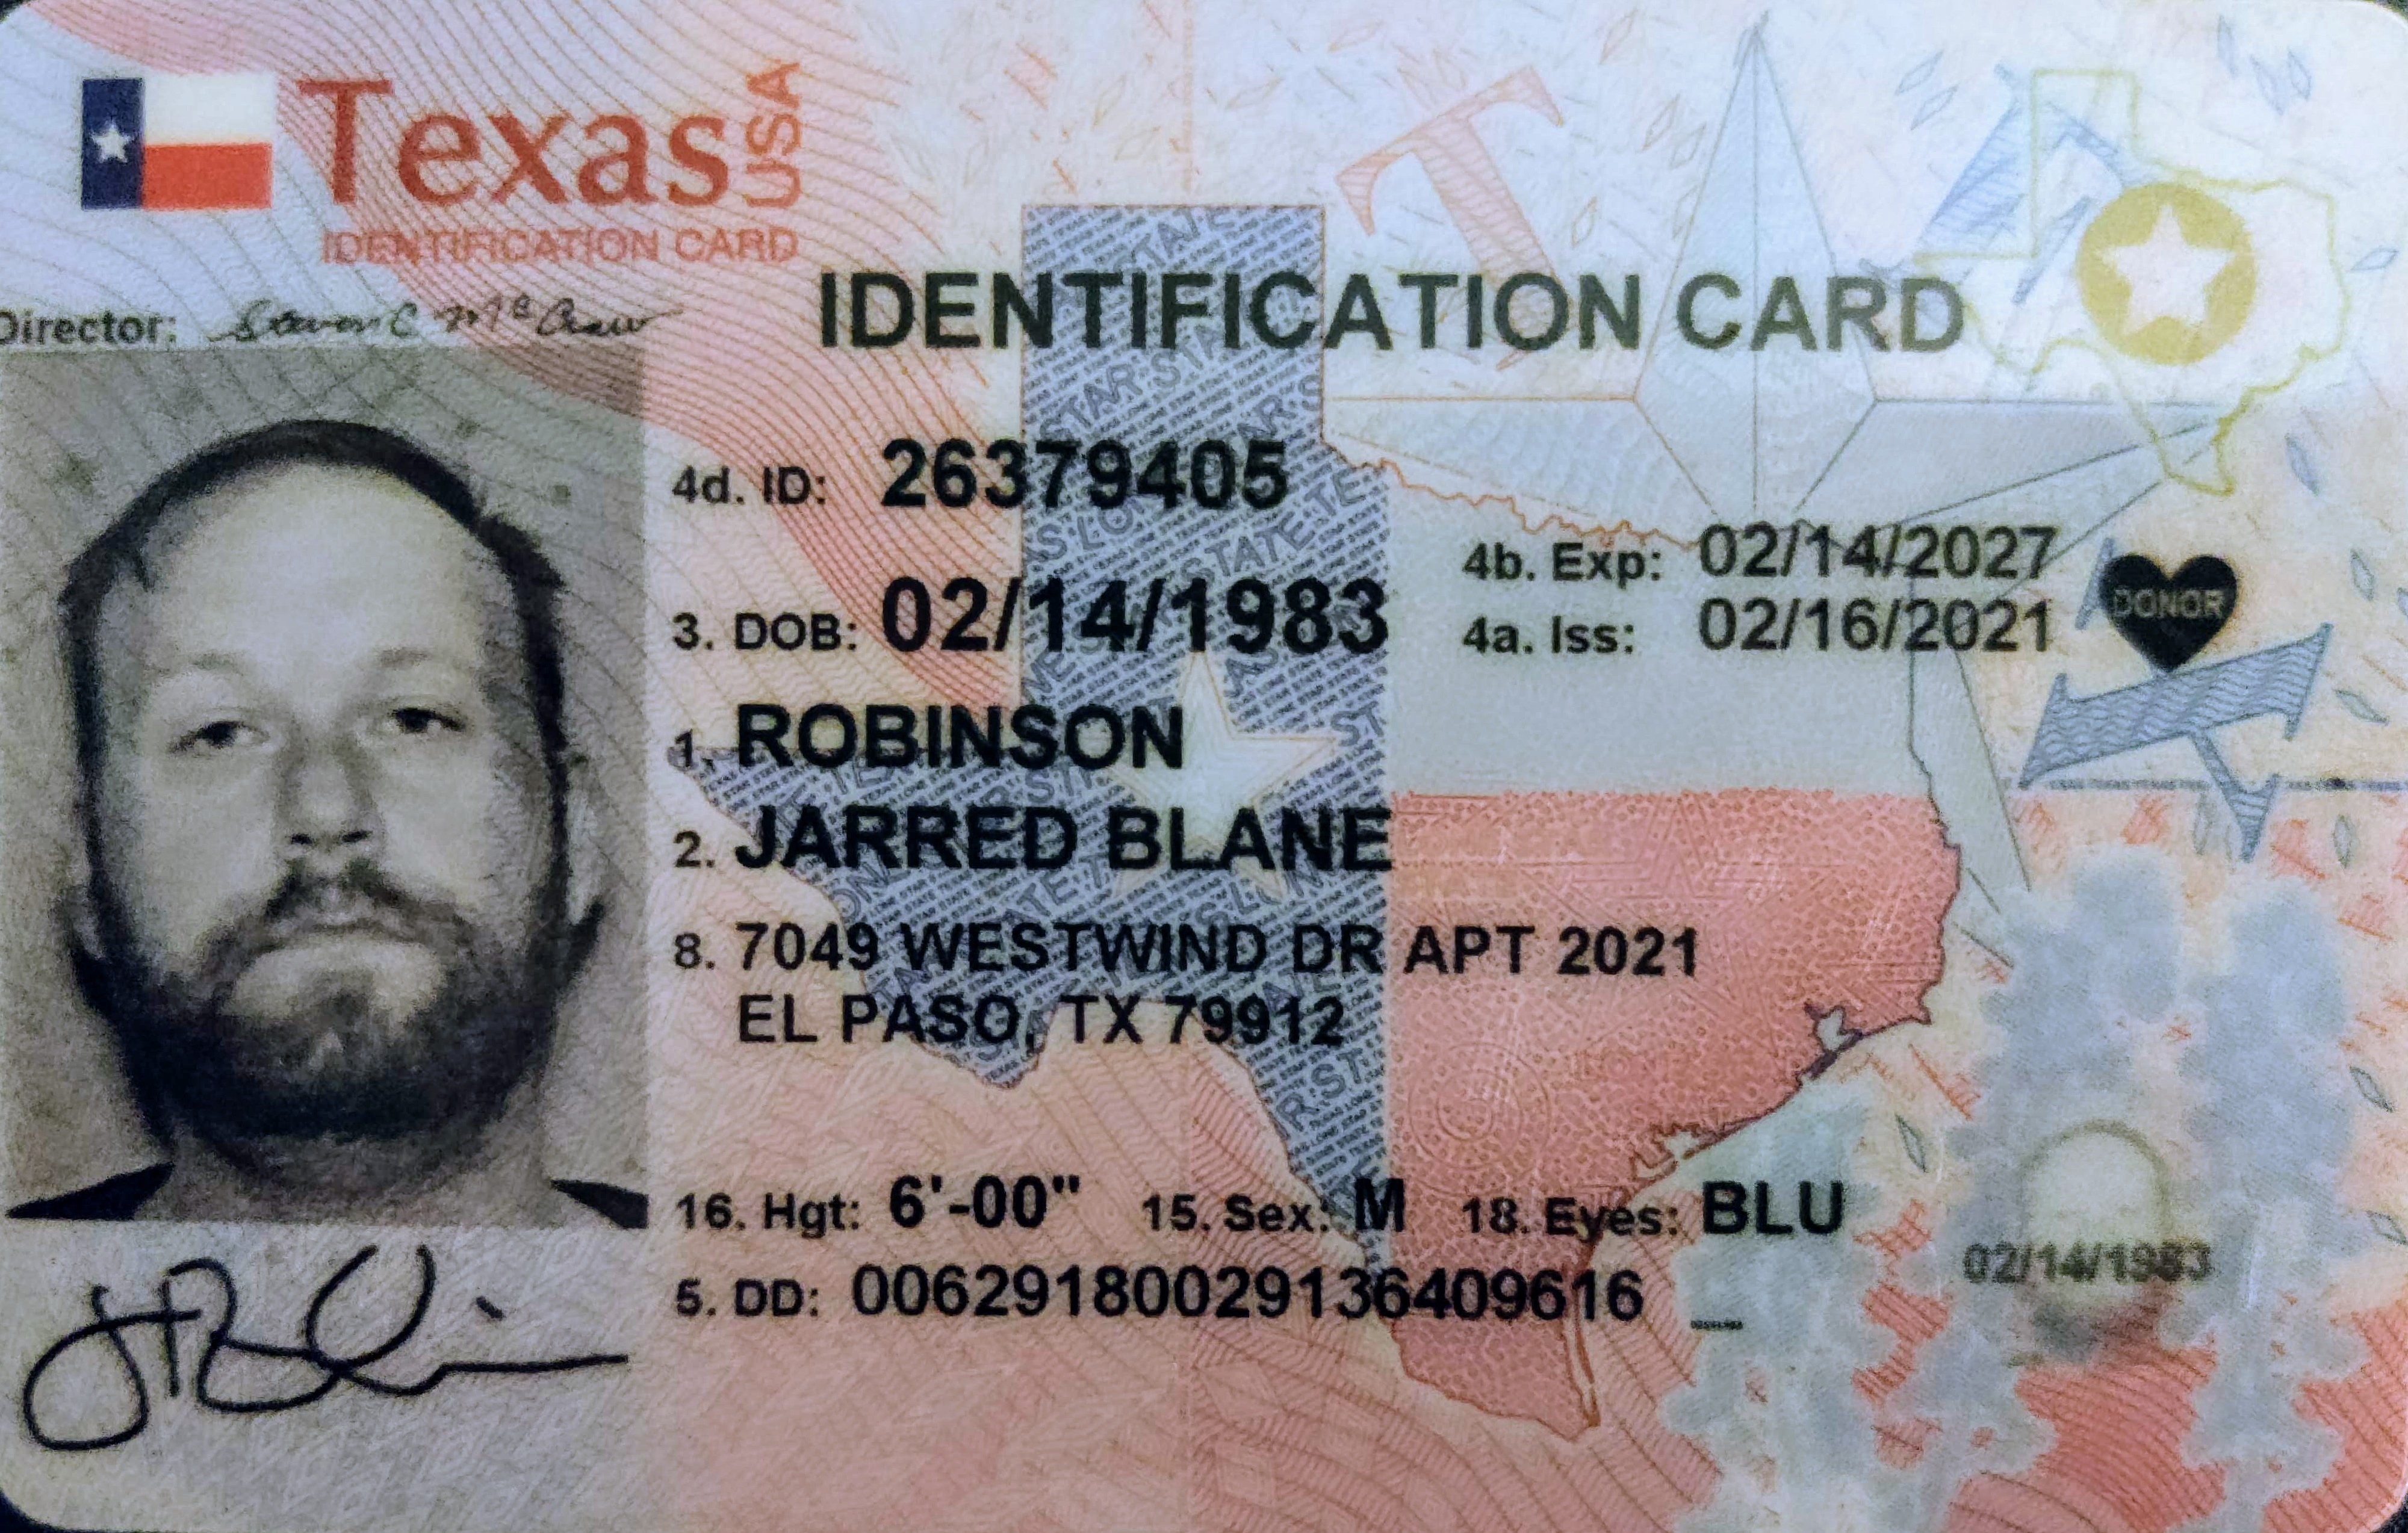 Texas USA
IDENTIFICATION CARD
IDENTIFICATION CARD
Director: Steven C McCraw
4d. ID: 26379405
4b. Exp: 02/14/2027
3. DOB: 02/14/1983
4a. Iss: 02/16/2021
DONOR
1. ROBINSON
2. JARRED BLANE
8. 7049 WESTWIND DR APT 2021
EL PASO, TX 79912
16. Hgt: 6'-00" 15. Sex: M 18. Eyes: BLU
02/14/1983
5. DD: 00629180029136409616